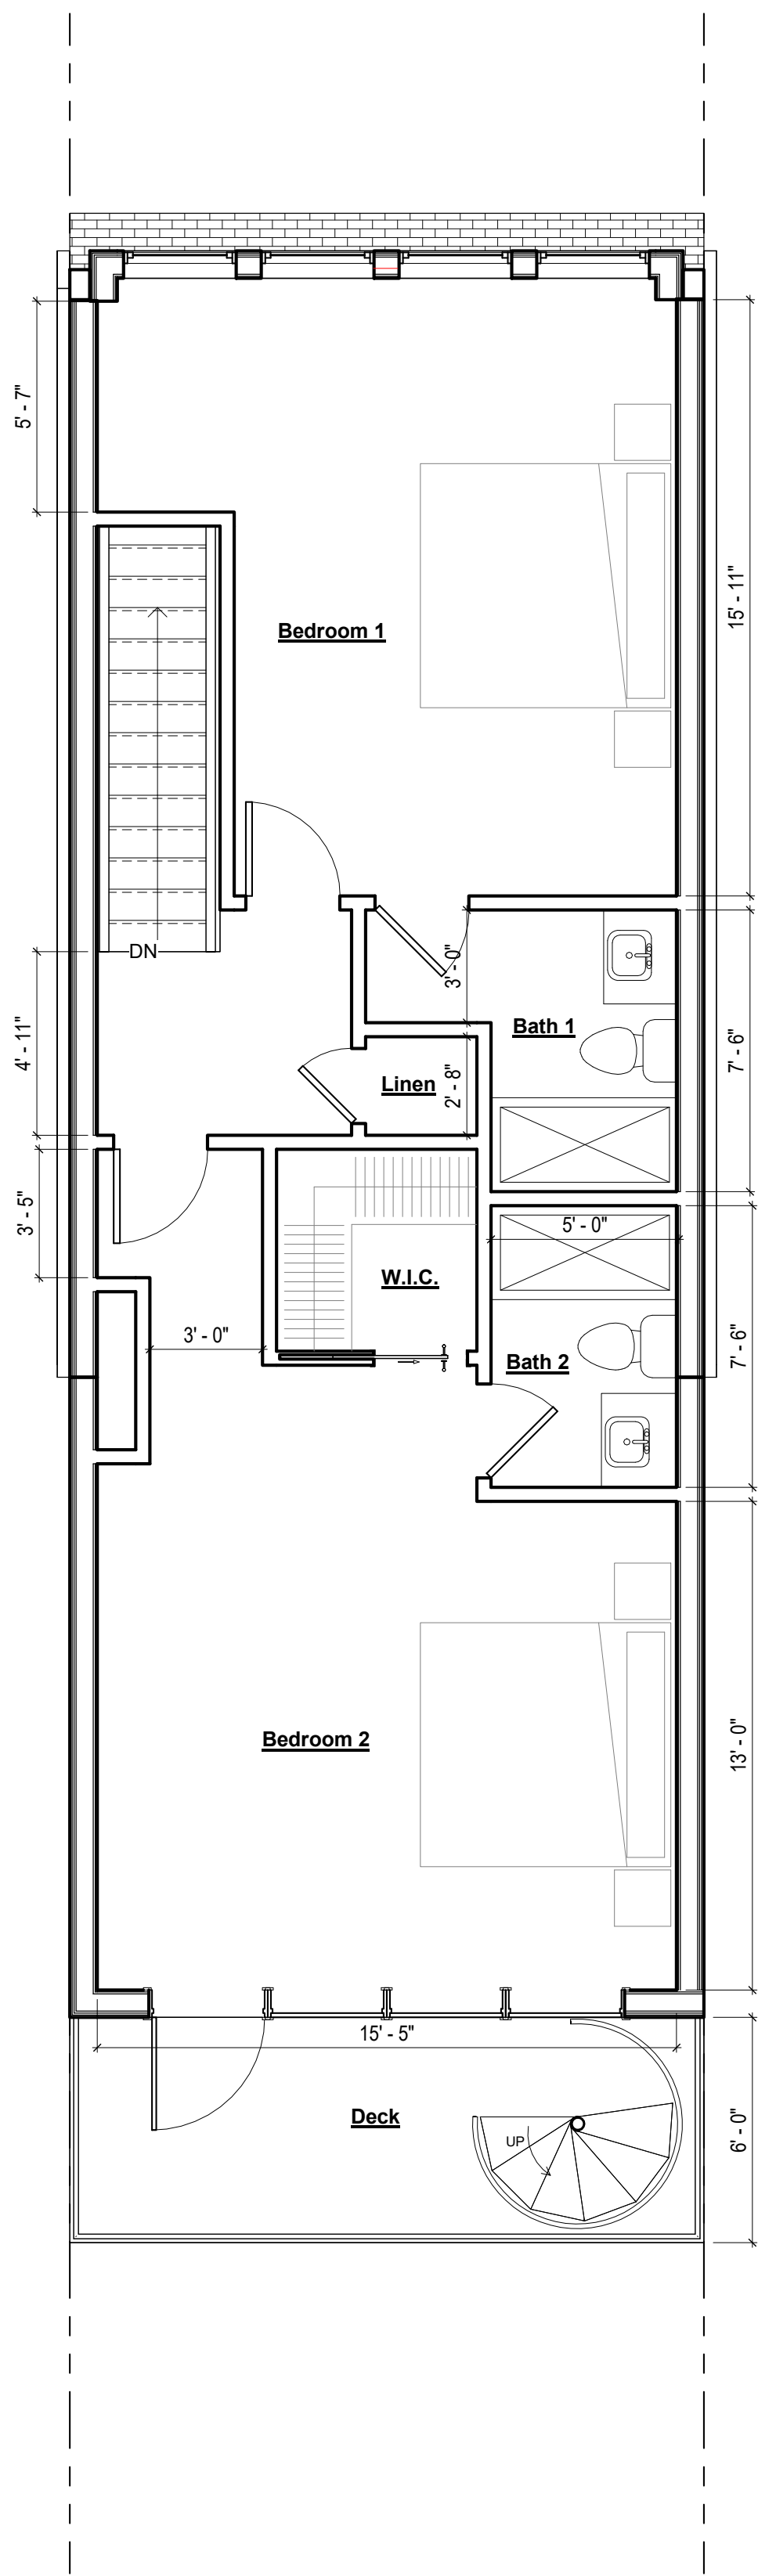 5' - 7"
15' - 11"
Bedroom 1
DN
3' - 0"
4' - 11"
Bath 1
7' - 6"
Linen
2' - 8"
3' - 5"
5' - 0"
W.I.C.
3' - 0"
Bath 2
7' - 6"
Bedroom 2
13' - 0"
15' - 5"
Deck
UP
6' - 0"